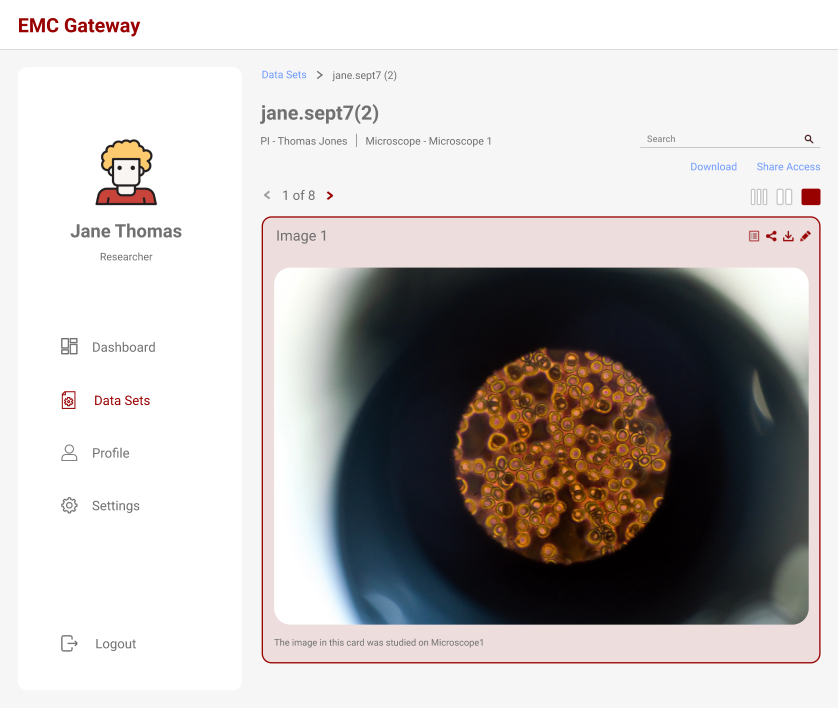 EMC Gateway
Jane Thomas
Researcher
Dashboard
Data Sets
Profile
Settings
Logout
Data Sets > jane.sept7 (2)
jane.sept7(2)
PI - Thomas Jones | Microscope - Microscope 1
Search
Download Share Access
< 1 of 8 >
Image 1
The image in this card was studied on Microscope1